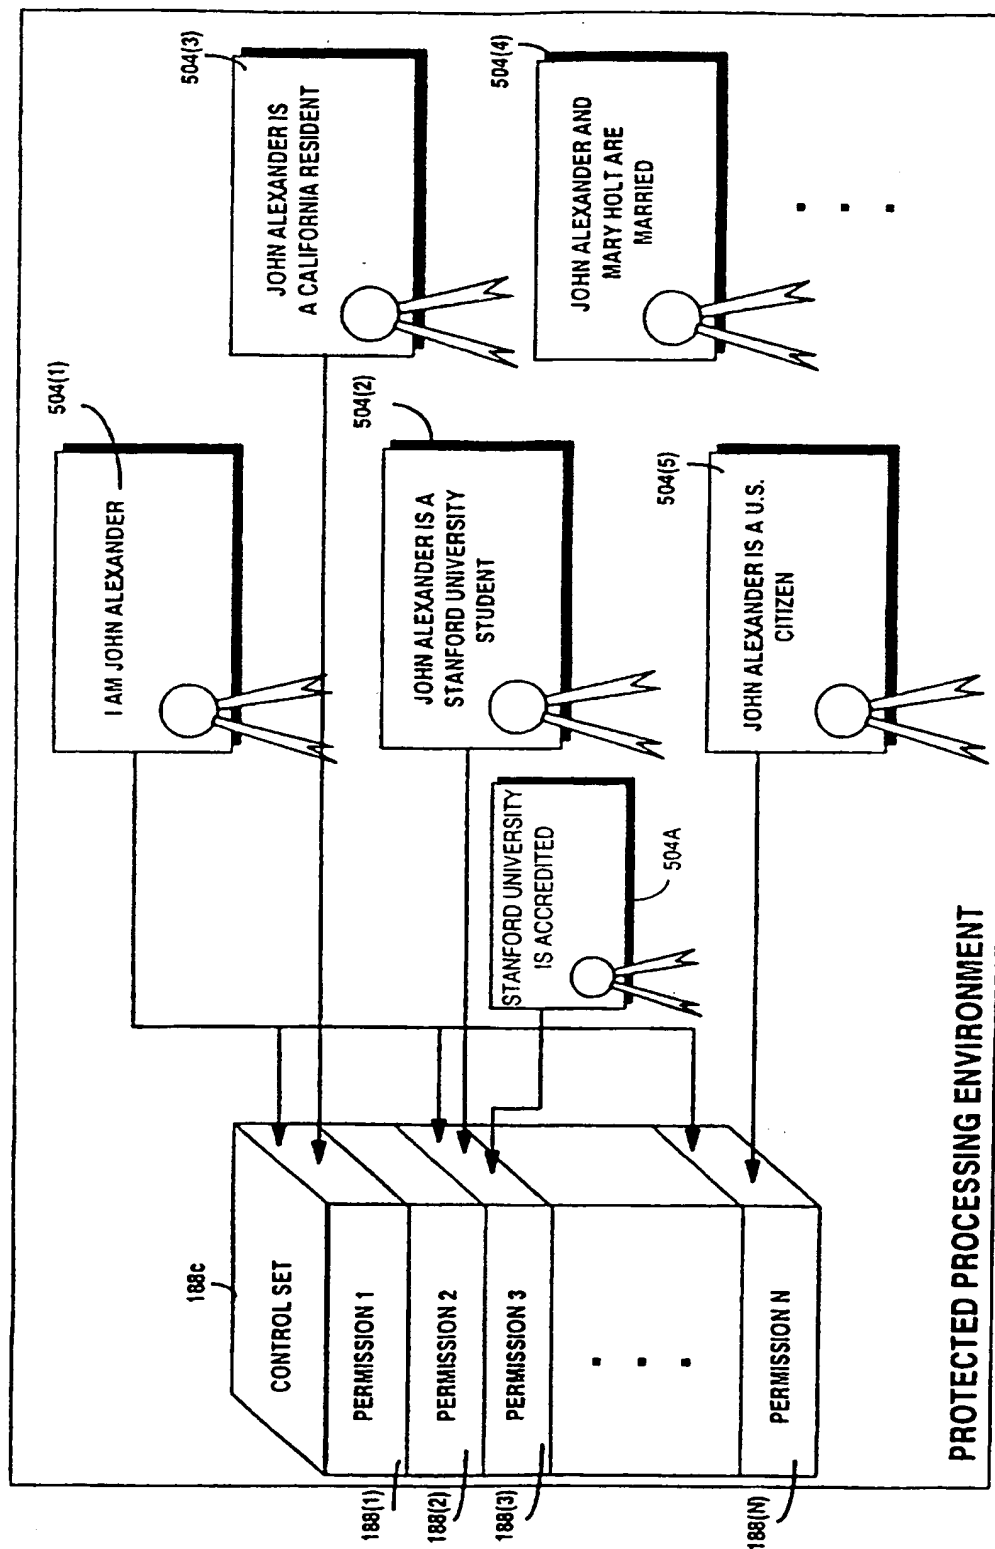 188c
CONTROL SET
PERMISSION 1
PERMISSION 2
PERMISSION 3
PERMISSION N
188(1)
188(2)
188(3)
188(N)
504(1)
I AM JOHN ALEXANDER
504(2)
JOHN ALEXANDER IS A
STANFORD UNIVERSITY
STUDENT
504(3)
JOHN ALEXANDER IS
A CALIFORNIA RESIDENT
504(4)
JOHN ALEXANDER AND
MARY HOLT ARE
MARRIED
504(5)
JOHN ALEXANDER IS A U.S.
CITIZEN
STANFORD UNIVERSITY
IS ACCREDITED
504A
PROTECTED PROCESSING ENVIRONMENT